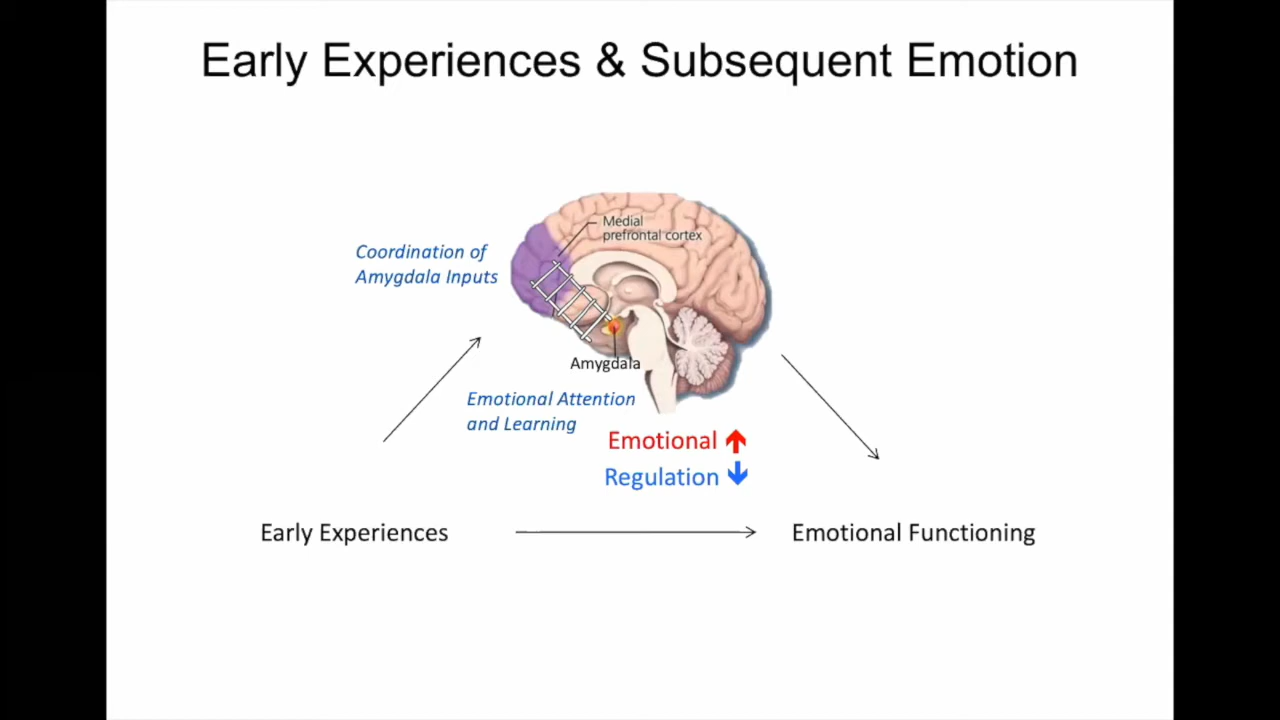 Early Experiences & Subsequent Emotion
Medial
prefrontal cortex
Coordination of
Amygdala Inputs
Amygdala
Emotional Attention
and Learning
Emotional
Regulation
Early Experiences
Emotional Functioning